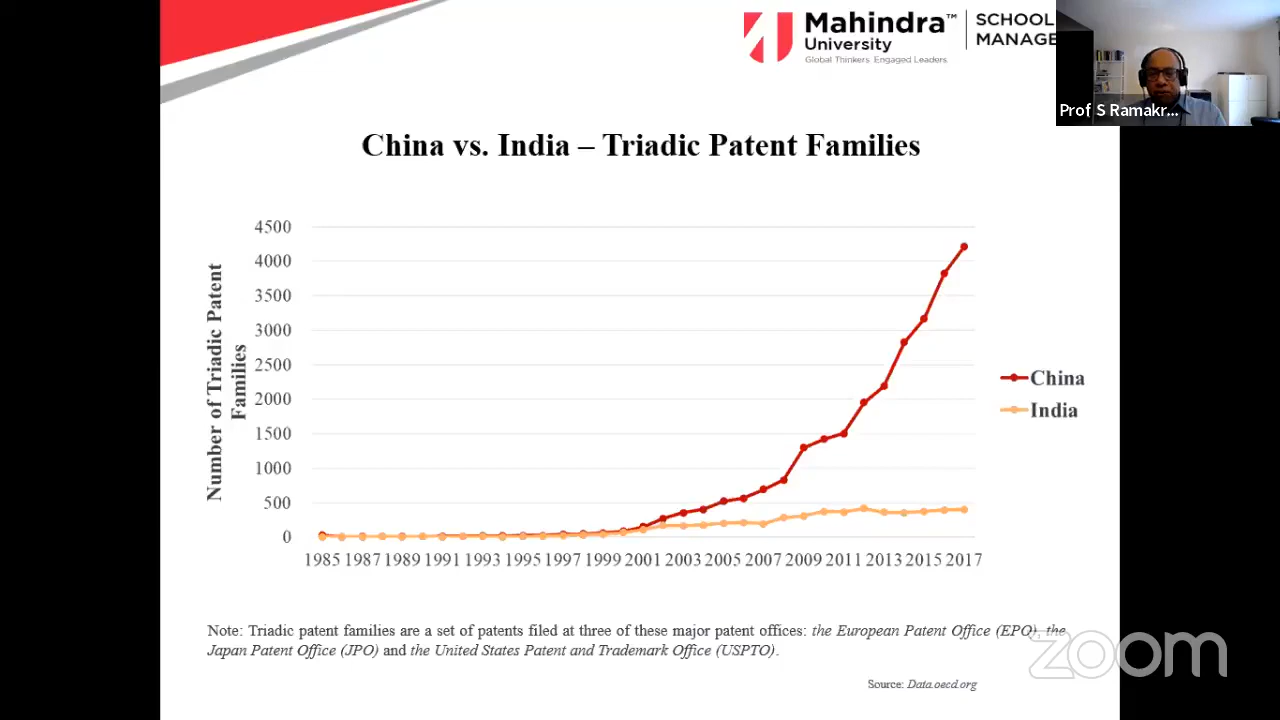 Mahindra™
University
Global Thinkers. Engaged Leaders.
SCHOOL
MANAGE
Prof S Ramakr...
China vs. India – Triadic Patent Families
Number of Triadic Patent
Families
4500
4000
3500
3000
2500
2000
1500
1000
500
0
1985 1987 1989 1991 1993 1995 1997 1999 2001 2003 2005 2007 2009 2011 2013 2015 2017
China
India
Note: Triadic patent families are a set of patents filed at three of these major patent offices: the European Patent Office (EPO), the
Japan Patent Office (JPO) and the United States Patent and Trademark Office (USPTO).
zoom
Source: Data.oecd.org